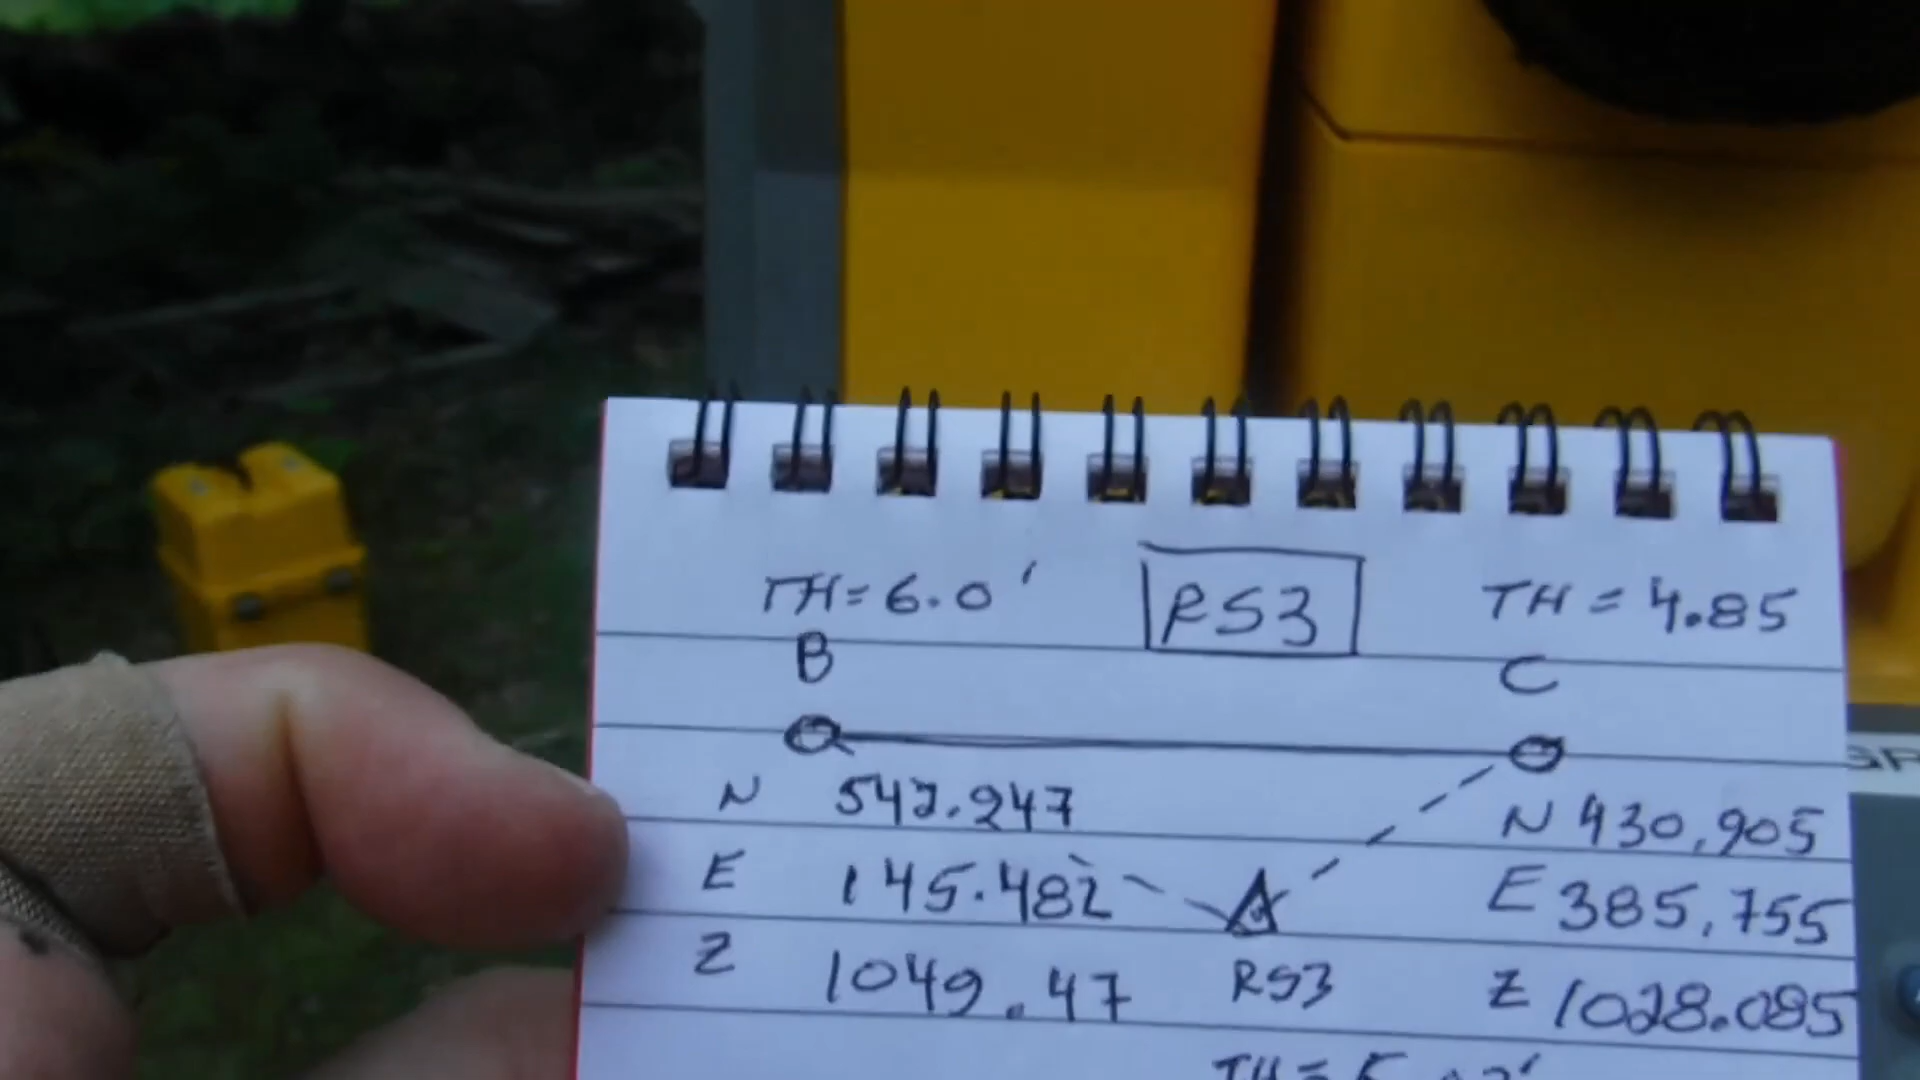 TH = 6.0' RS3 TH = 4.85
B C
N 542.247 N 430.905
E 145.482 E 385.755
Z 1049.47 RS3 Z 1028.085